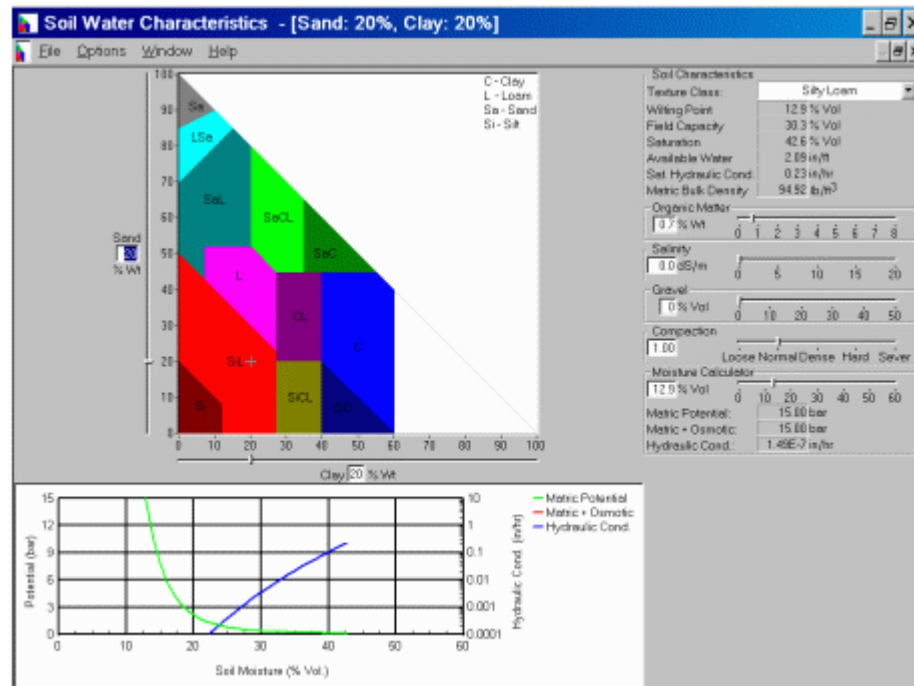 Soil Water Characteristics - [Sand: 20%, Clay: 20%]
File Options Window Help
C - Clay
L - Loam
Sa - Sand
Si - Silt
100
90
80
70
60
50
40
30
20
10
0
Sa
LSa
SaL
SaCL
SaC
L
CL
C
SiL
SiCL
SiC
Si
Sand
20
% Wt
0 10 20 30 40 50 60 70 80 90 100
Clay 20 % Wt
Soil Characteristics
Texture Class: Silty Loam
Wilting Point 12.9 % Vol
Field Capacity 30.3 % Vol
Saturation 42.6 % Vol
Available Water 2.09 in/ft
Sat. Hydraulic Cond. 0.23 in/hr
Matric Bulk Density 94.92 lb/ft3
Organic Matter
0.7 % Wt
0 1 2 3 4 5 6 7 8
Salinity
0.0 dS/m
0 5 10 15 20
Gravel
0 % Vol
0 10 20 30 40 50
Compaction
1.00
Loose Normal Dense Hard Sever
Moisture Calculator
12.9 % Vol
0 10 20 30 40 50 60
Matric Potential: 15.00 bar
Matric + Osmotic: 15.00 bar
Hydraulic Cond.: 1.49E-7 in/hr
15
12
9
6
3
0
Potential (bar)
0 10 20 30 40 50 60
Soil Moisture (% Vol.)
10
1
0.1
0.01
0.001
0.0001
Hydraulic Cond. (in/hr)
Matric Potential
Matric + Osmotic
Hydraulic Cond.